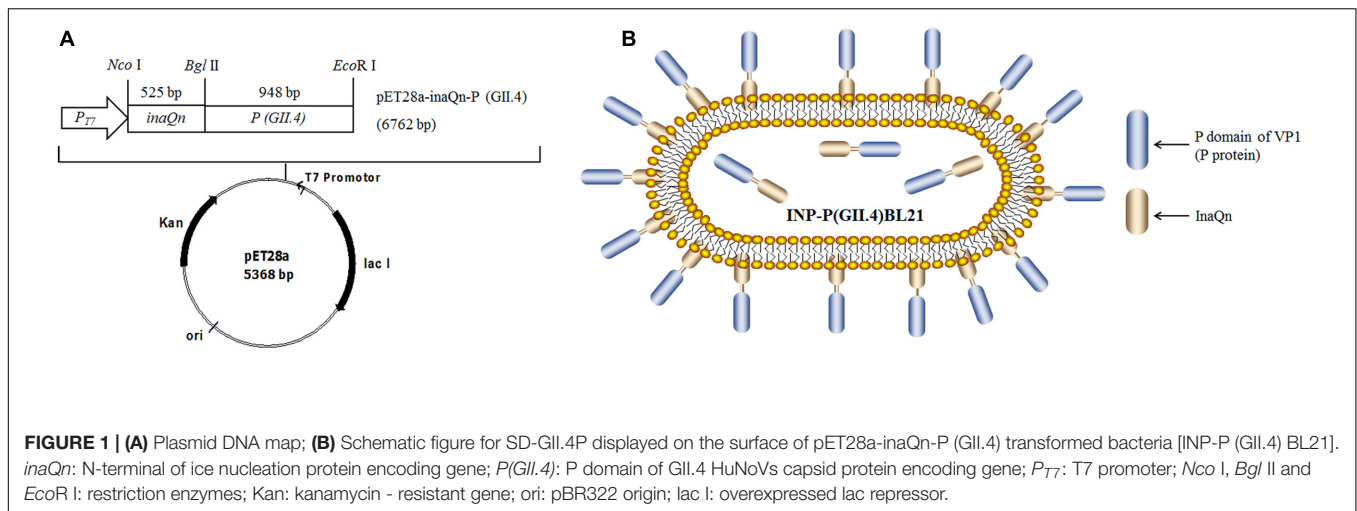 A
Nco I Bgl II EcoR I
525 bp 948 bp
PT7 inaQn P (GII.4)
pET28a-inaQn-P (GII.4)
(6762 bp)
T7 Promotor
Kan
pET28a
5368 bp
lac I
ori
B
INP-P(GII.4)BL21
P domain of VP1
(P protein)
InaQn
FIGURE 1 | (A) Plasmid DNA map; (B) Schematic figure for SD-GII.4P displayed on the surface of pET28a-inaQn-P (GII.4) transformed bacteria [INP-P (GII.4) BL21].
inaQn: N-terminal of ice nucleation protein encoding gene; P(GII.4): P domain of GII.4 HuNoVs capsid protein encoding gene; PT7: T7 promoter; Nco I, Bgl II and
EcoR I: restriction enzymes; Kan: kanamycin - resistant gene; ori: pBR322 origin; lac I: overexpressed lac repressor.